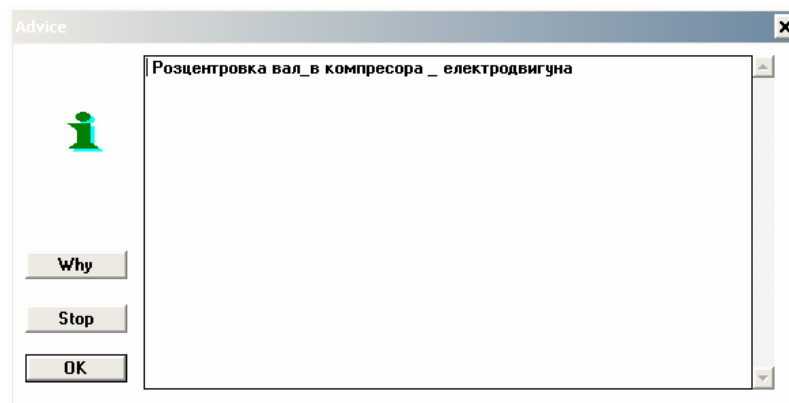 Advice
Розцентровка вал_в компресора _ електродвигуна
Why
Stop
OK